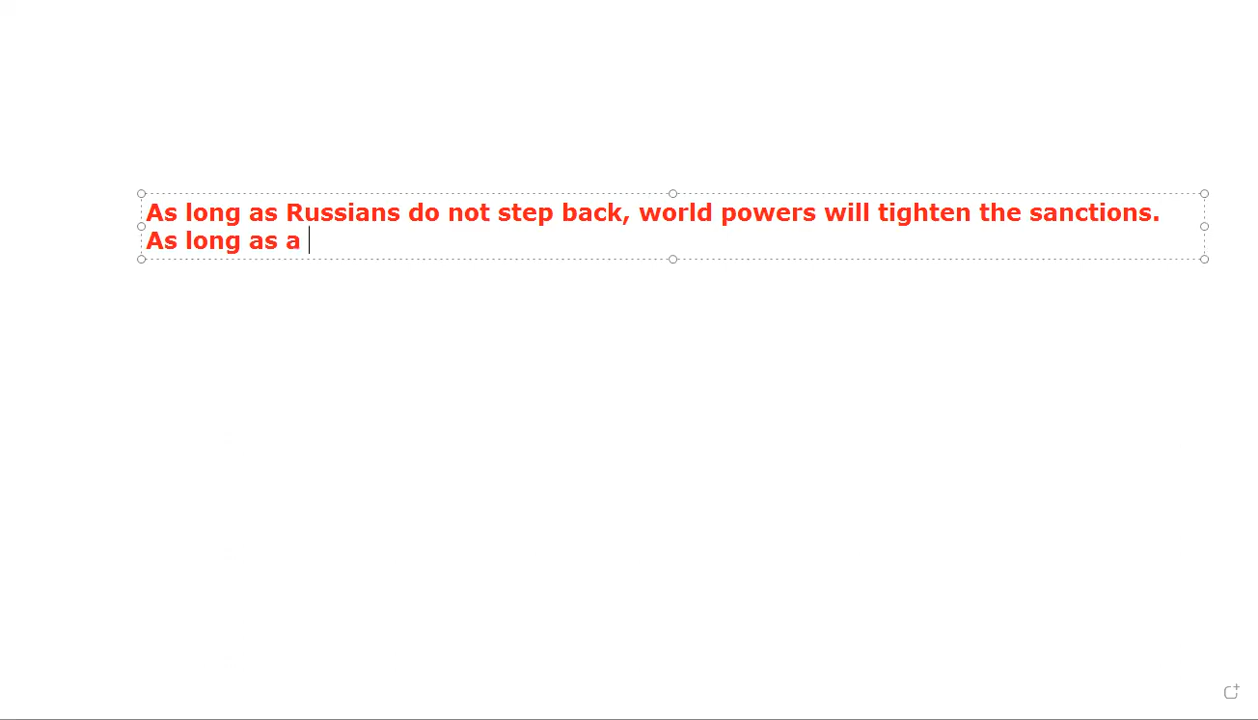 As long as Russians do not step back, world powers will tighten the sanctions.
As long as a